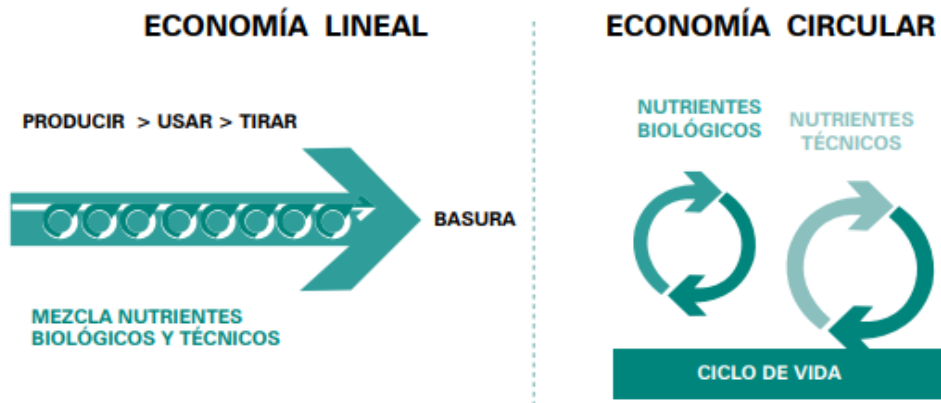 ECONOMÍA LINEAL
PRODUCIR > USAR > TIRAR
BASURA
MEZCLA NUTRIENTES
BIOLÓGICOS Y TÉCNICOS
ECONOMÍA CIRCULAR
NUTRIENTES
BIOLÓGICOS
NUTRIENTES
TÉCNICOS
CICLO DE VIDA